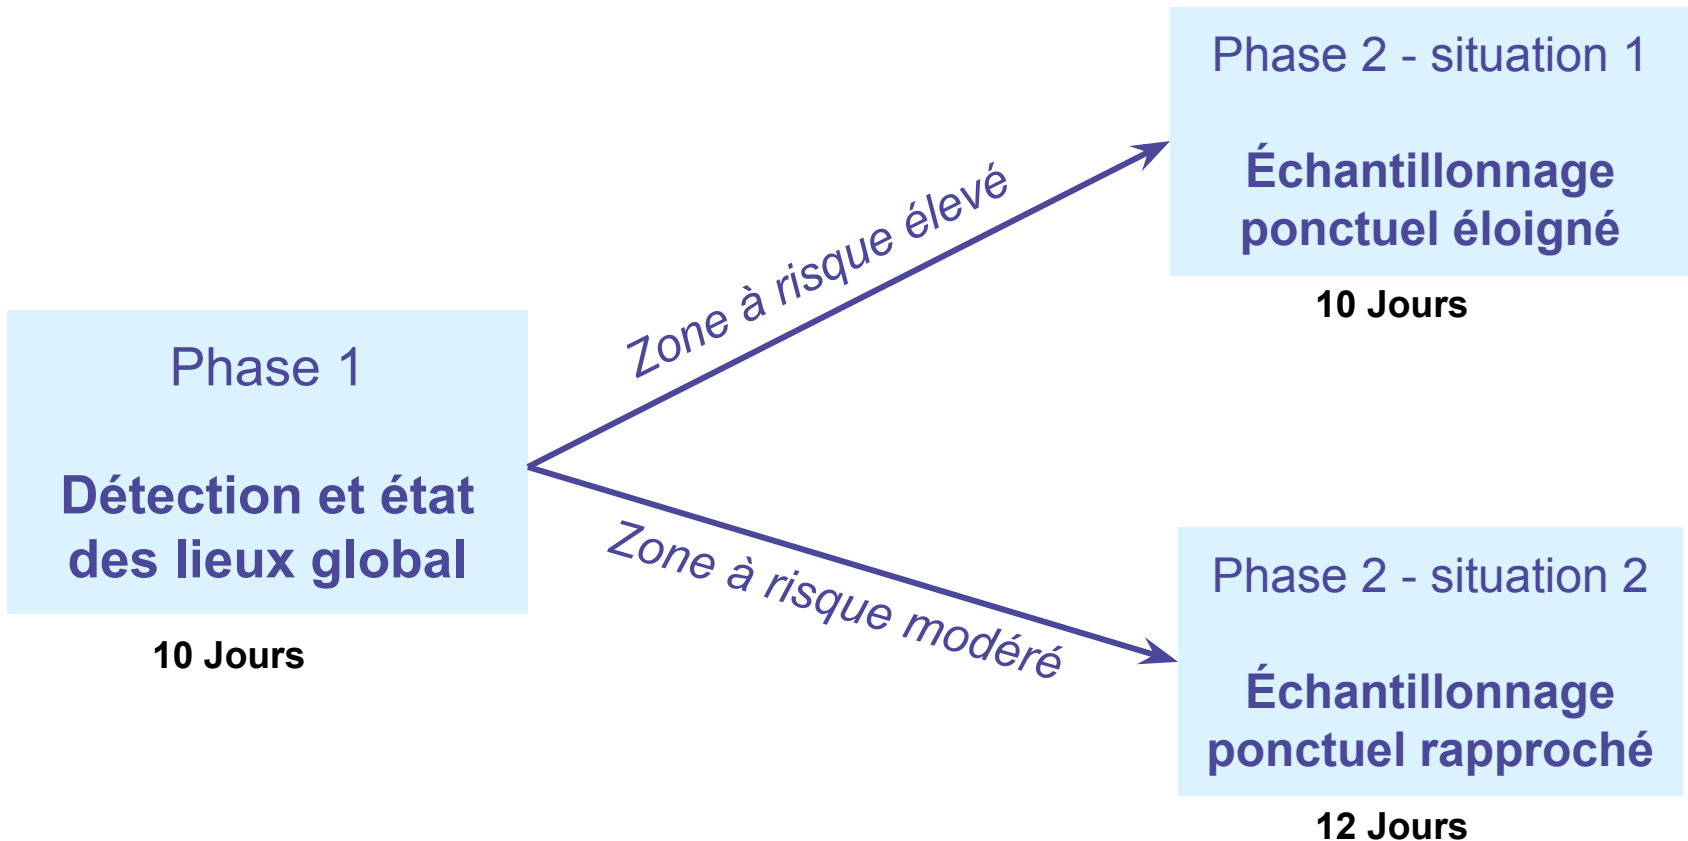 Phase 1
Détection et état
des lieux global
10 Jours
Zone à risque élevé
Phase 2 - situation 1
Échantillonnage
ponctuel éloigné
10 Jours
Zone à risque modéré
Phase 2 - situation 2
Échantillonnage
ponctuel rapproché
12 Jours